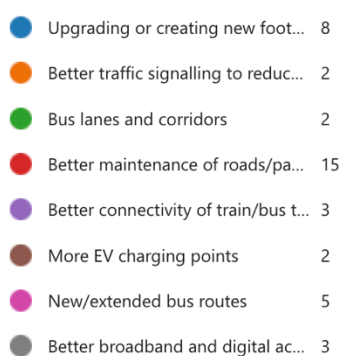 Upgrading or creating new foot... 8
Better traffic signalling to reduc... 2
Bus lanes and corridors 2
Better maintenance of roads/pa... 15
Better connectivity of train/bus t... 3
More EV charging points 2
New/extended bus routes 5
Better broadband and digital ac... 3